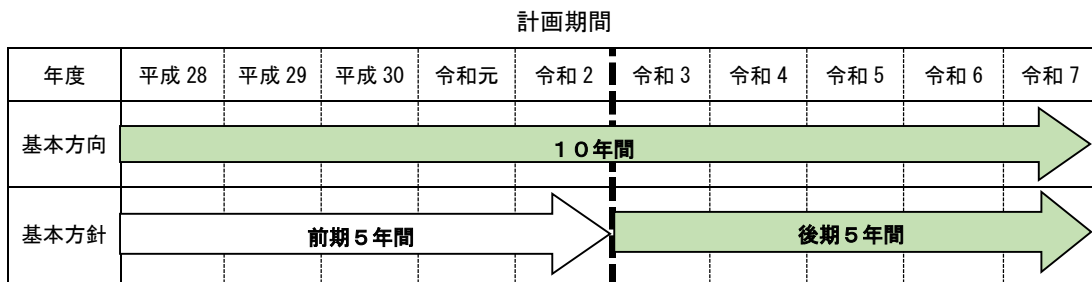 計画期間
年度 平成 28 平成 29 平成 30 令和元 令和 2 令和 3 令和 4 令和 5 令和 6 令和 7
基本方向 １０年間
基本方針 前期５年間 後期５年間